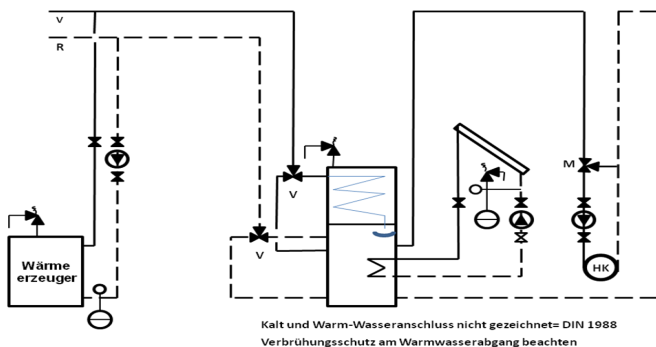 V
R
M
V
V
Wärme
erzeuger
HK
Kalt und Warm-Wasseranschluss nicht gezeichnet= DIN 1988
Verbrühungsschutz am Warmwasserabgang beachten